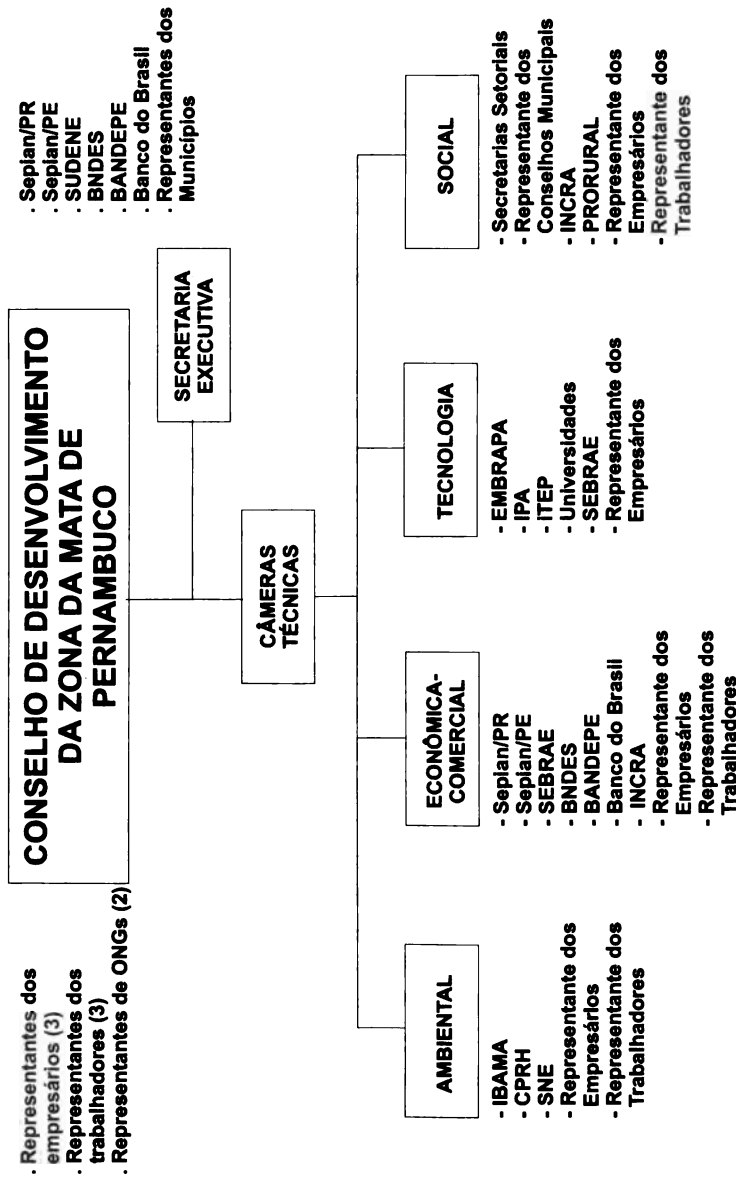 . Representantes dos
empresários (3)
. Representantes dos
trabalhadores (3)
. Representantes de ONGs (2)
CONSELHO DE DESENVOLVIMENTO
DA ZONA DA MATA DE
PERNAMBUCO
. Seplan/PR
. Seplan/PE
. SUDENE
. BNDES
. BANDEPE
. Banco do Brasil
. Representantes dos
Municípios
SECRETARIA
EXECUTIVA
CÂMERAS
TÉCNICAS
AMBIENTAL
- IBAMA
- CPRH
- SNE
- Representante dos
Empresários
- Representante dos
Trabalhadores
ECONÔMICA-
COMERCIAL
- Seplan/PR
- Seplan/PE
- SEBRAE
- BNDES
- BANDEPE
- Banco do Brasil
- INCRA
- Representante dos
Empresários
- Representante dos
Trabalhadores
TECNOLOGIA
- EMBRAPA
- IPA
- ITEP
- Universidades
- SEBRAE
- Representante dos
Empresários
SOCIAL
- Secretarias Setoriais
- Representante dos
Conselhos Municipais
- INCRA
- PRORURAL
- Representante dos
Empresários
- Representante dos
Trabalhadores